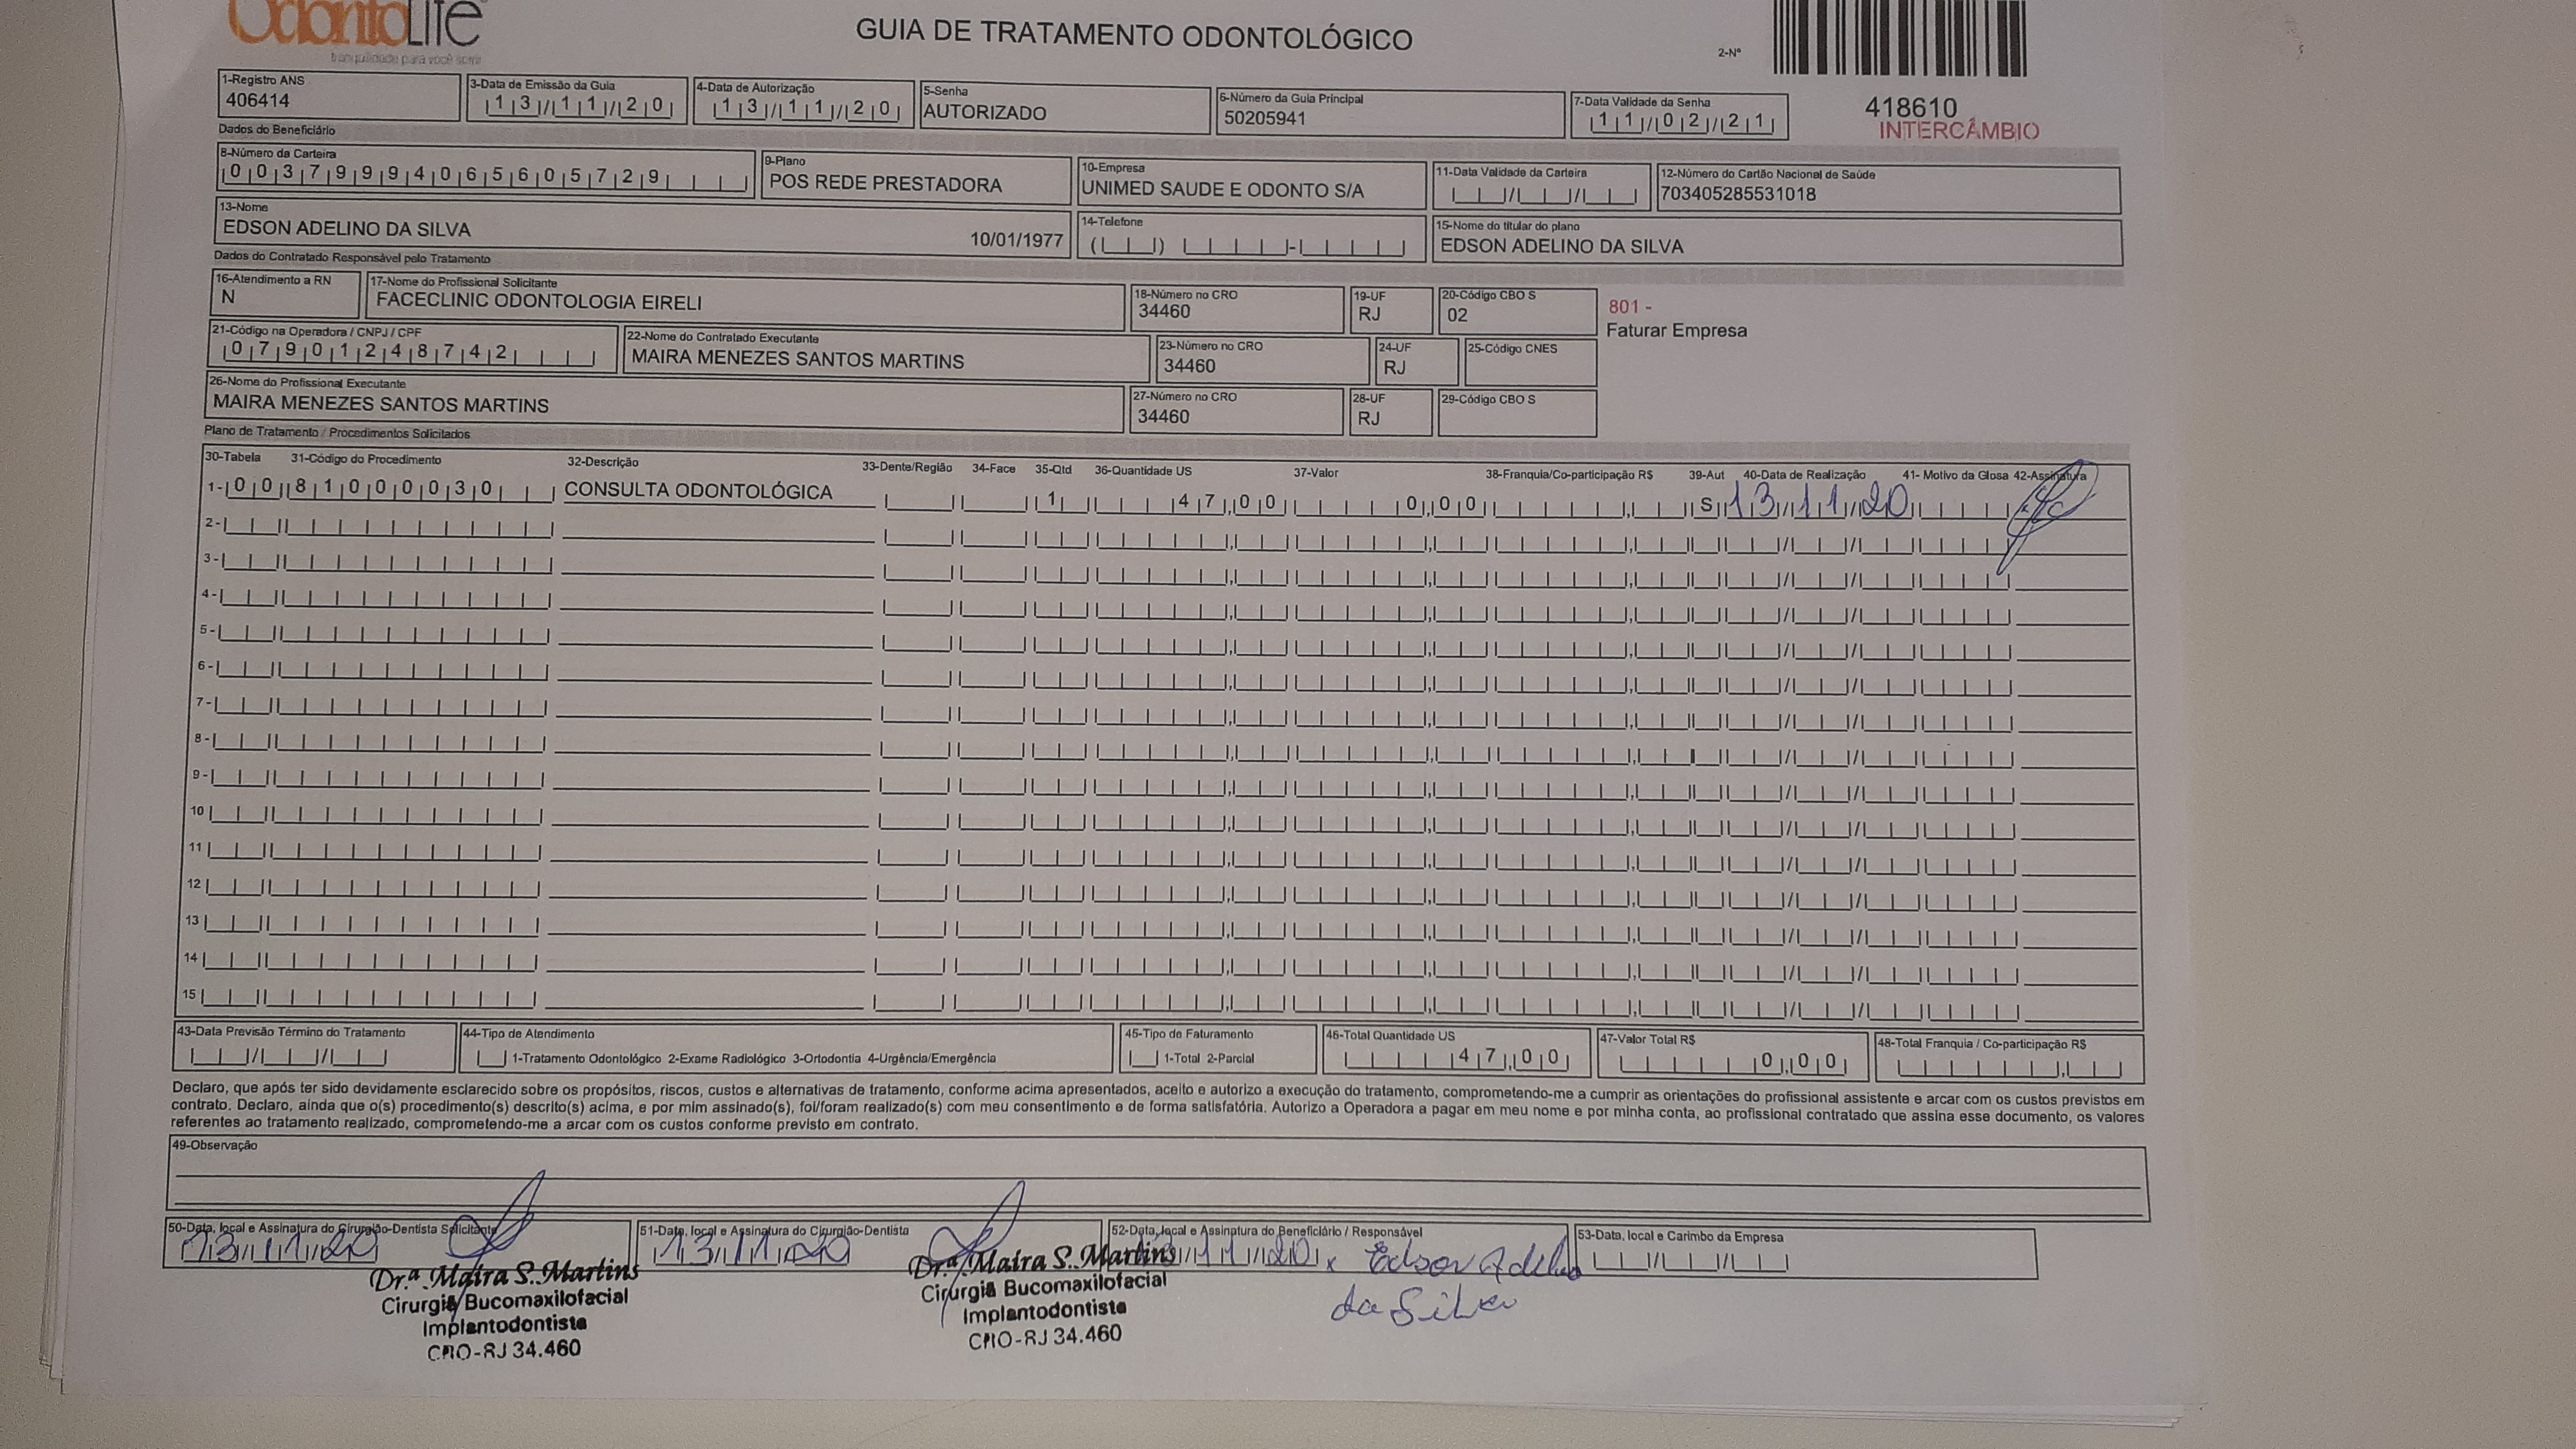 OdontoLife
tranquilidade para você sorrir
GUIA DE TRATAMENTO ODONTOLÓGICO
2-Nº
418610
INTERCÂMBIO
1-Registro ANS
406414
3-Data de Emissão da Guia
13/11/20
4-Data de Autorização
13/11/20
5-Senha
AUTORIZADO
6-Número da Guia Principal
50205941
7-Data Validade da Senha
11/02/21
Dados do Beneficiário
8-Número da Carteira
00379994065605729
9-Plano
POS REDE PRESTADORA
10-Empresa
UNIMED SAUDE E ODONTO S/A
11-Data Validade da Carteira
12-Número do Cartão Nacional de Saúde
703405285531018
13-Nome
EDSON ADELINO DA SILVA 10/01/1977
14-Telefone
15-Nome do titular do plano
EDSON ADELINO DA SILVA
Dados do Contratado Responsável pelo Tratamento
16-Atendimento a RN
N
17-Nome do Profissional Solicitante
FACECLINIC ODONTOLOGIA EIRELI
18-Número no CRO
34460
19-UF
RJ
20-Código CBO S
02
801 -
Faturar Empresa
21-Código na Operadora / CNPJ / CPF
07901248742
22-Nome do Contratado Executante
MAIRA MENEZES SANTOS MARTINS
23-Número no CRO
34460
24-UF
RJ
25-Código CNES
26-Nome do Profissional Executante
MAIRA MENEZES SANTOS MARTINS
27-Número no CRO
34460
28-UF
RJ
29-Código CBO S
Plano de Tratamento / Procedimentos Solicitados
30-Tabela 31-Código do Procedimento 32-Descrição 33-Dente/Região 34-Face 35-Qtd 36-Quantidade US 37-Valor 38-Franquia/Co-participação R$ 39-Aut 40-Data de Realização 41- Motivo da Glosa 42-Assinatura
1- 00 81000030 CONSULTA ODONTOLÓGICA 1 47,00 0,00 S 13/11/20
2-
3-
4-
5-
6-
7-
8-
9-
10
11
12
13
14
15
43-Data Previsão Término do Tratamento
44-Tipo de Atendimento
1-Tratamento Odontológico 2-Exame Radiológico 3-Ortodontia 4-Urgência/Emergência
45-Tipo de Faturamento
1-Total 2-Parcial
46-Total Quantidade US
47,00
47-Valor Total R$
0,00
48-Total Franquia / Co-participação R$
Declaro, que após ter sido devidamente esclarecido sobre os propósitos, riscos, custos e alternativas de tratamento, conforme acima apresentados, aceito e autorizo a execução do tratamento, comprometendo-me a cumprir as orientações do profissional assistente e arcar com os custos previstos em
contrato. Declaro, ainda que o(s) procedimento(s) descrito(s) acima, e por mim assinado(s), foi/foram realizado(s) com meu consentimento e de forma satisfatória. Autorizo a Operadora a pagar em meu nome e por minha conta, ao profissional contratado que assina esse documento, os valores
referentes ao tratamento realizado, comprometendo-me a arcar com os custos conforme previsto em contrato.
49-Observação
50-Data, local e Assinatura do Cirurgião-Dentista Solicitante
13/11/20
Dr.ª Maira S. Martins
Cirurgiã Bucomaxilofacial
Implantodontista
CRO-RJ 34.460
51-Data, local e Assinatura do Cirurgião-Dentista
13/11/20
Dr.ª Maira S. Martins
Cirurgiã Bucomaxilofacial
Implantodontista
CRO-RJ 34.460
52-Data, local e Assinatura do Beneficiário / Responsável
13/11/20 x Edson Adelino
da Silva
53-Data, local e Carimbo da Empresa